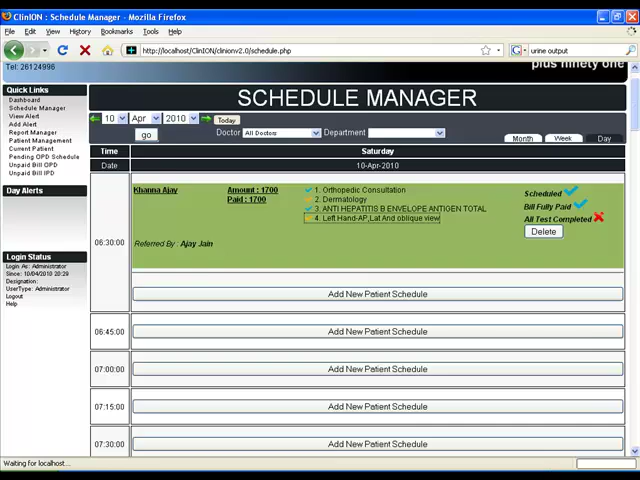 ClinION : Schedule Manager - Mozilla Firefox
File Edit View History Bookmarks Tools Help
http://localhost/ClinION/clinionv2.0/schedule.php
urine output
Tel: 26124996
plus ninety one
Quick Links
Dashboard
Schedule Manager
View Alert
Add Alert
Report Manager
Patient Management
Current Patient
Pending OPD Schedule
Unpaid Bill OPD
Unpaid Bill IPD
Day Alerts
Login Status
Login As: Administrator
Since: 10/04/2010 20:29
Designation:
UserType: Administrator
Logout
Help
SCHEDULE MANAGER
10 Apr 2010 Today
go
Doctor All Doctors Department
Month Week Day
Time Saturday
Date 10-Apr-2010
06:30:00
Khanna Ajay
Amount : 1700
Paid : 1700
1. Orthopedic Consultation
2. Dermatology
3. ANTI HEPATITIS B ENVELOPE ANTIGEN TOTAL
4. Left Hand-AP,Lat And oblique view
Scheduled
Bill Fully Paid
All Test Completed
Delete
Referred By : Ajay Jain
Add New Patient Schedule
06:45:00 Add New Patient Schedule
07:00:00 Add New Patient Schedule
07:15:00 Add New Patient Schedule
07:30:00 Add New Patient Schedule
Waiting for localhost...